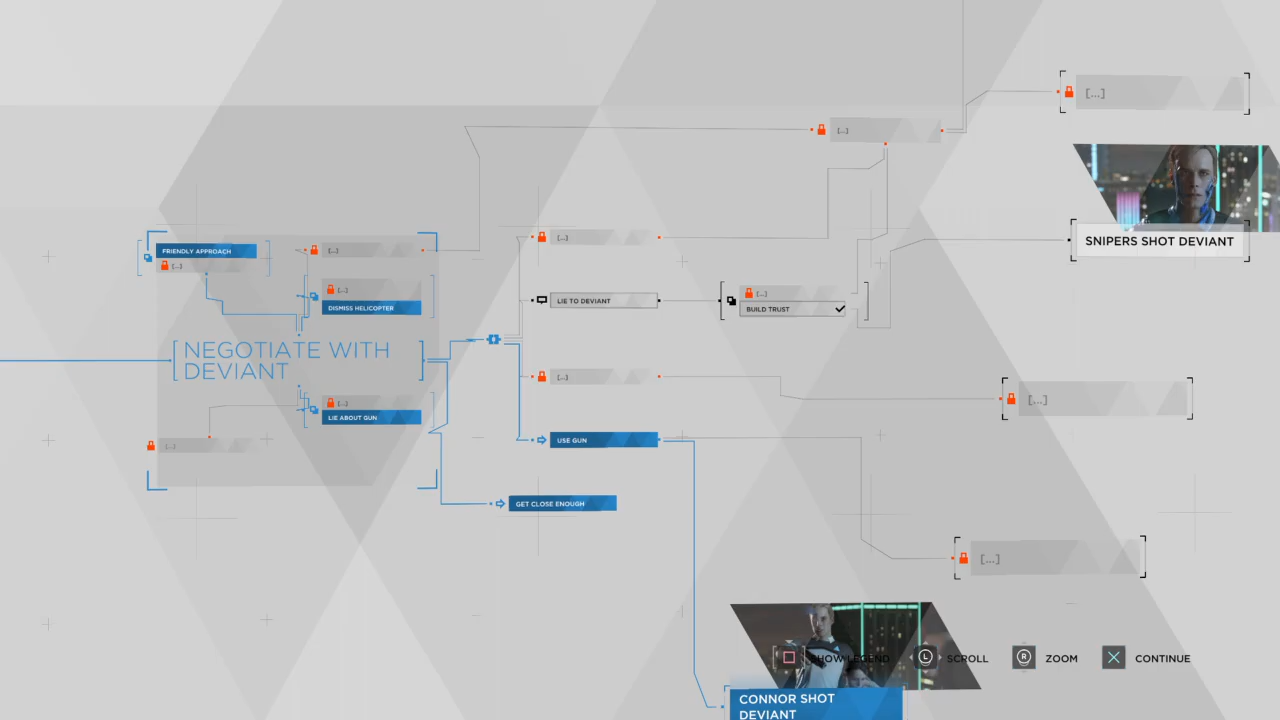 [...]
[...]
SNIPERS SHOT DEVIANT
FRIENDLY APPROACH
[...]
[...]
[...]
[...]
DISMISS HELICOPTER
LIE TO DEVIANT
[...]
BUILD TRUST
NEGOTIATE WITH
DEVIANT
[...]
[...]
[...]
LIE ABOUT GUN
[...]
USE GUN
GET CLOSE ENOUGH
[...]
SHOW LEGEND
L
SCROLL
R
ZOOM
CONTINUE
CONNOR SHOT
DEVIANT